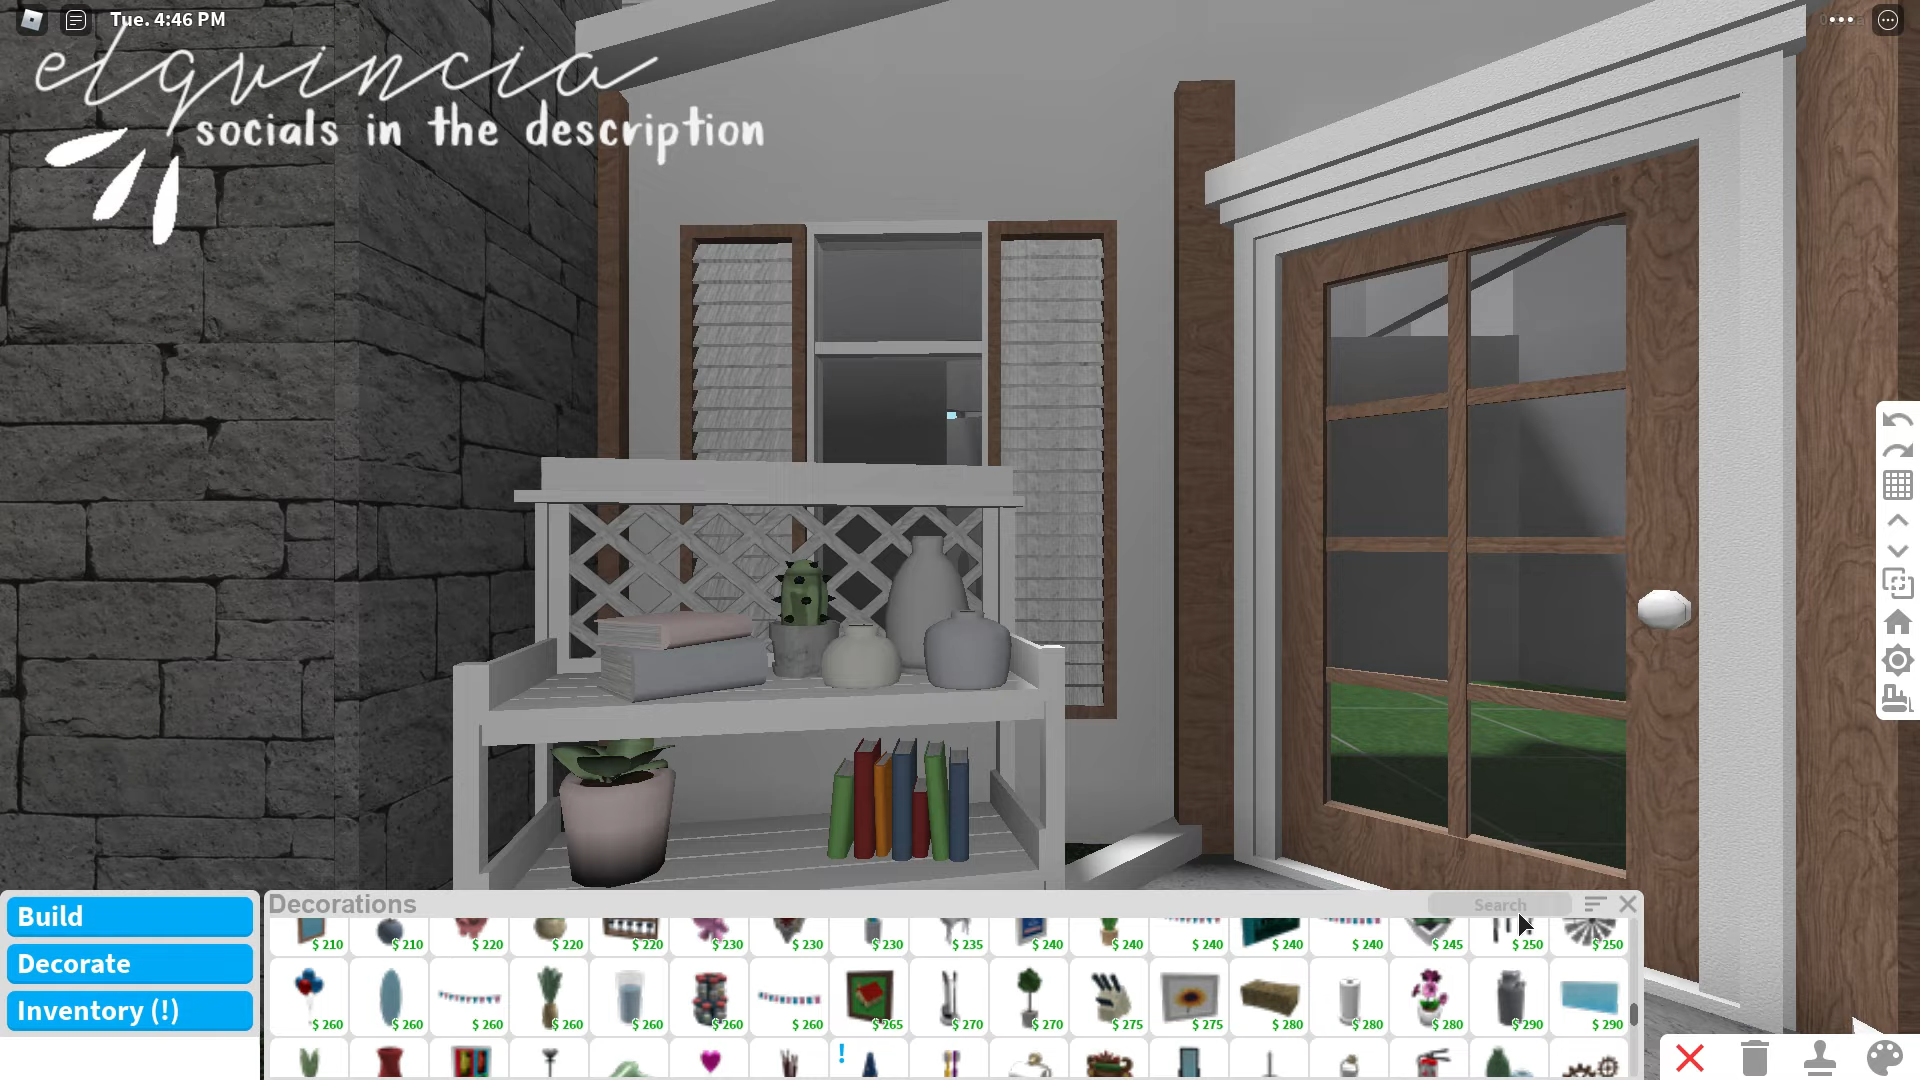 Tue. 4:46 PM
elqvincia
socials in the description
Build
Decorate
Inventory (!)
Decorations
Search
$ 210 $ 210 $ 220 $ 220 $ 220 $ 230 $ 230 $ 230 $ 235 $ 240 $ 240 $ 240 $ 240 $ 240 $ 245 $ 250 $ 250
$ 260 $ 260 $ 260 $ 260 $ 260 $ 260 $ 260 $ 265 $ 270 $ 270 $ 275 $ 275 $ 280 $ 280 $ 280 $ 290 $ 290
!